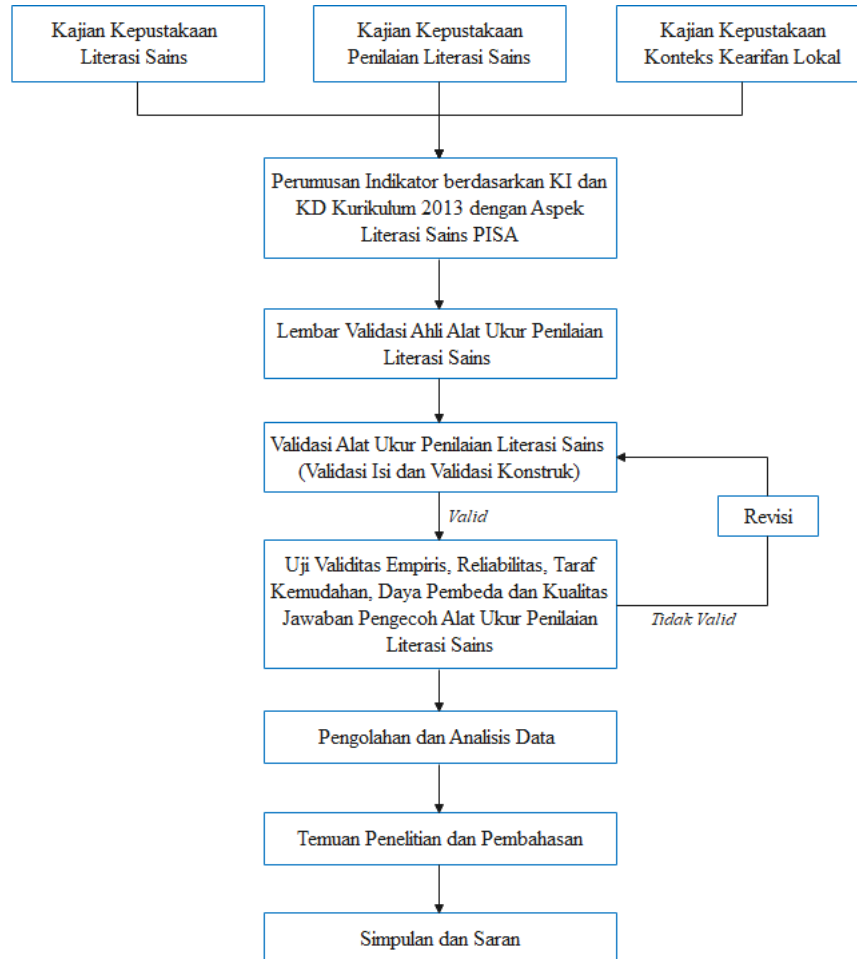 Kajian Kepustakaan
Literasi Sains
Kajian Kepustakaan
Penilaian Literasi Sains
Kajian Kepustakaan
Konteks Kearifan Lokal
Perumusan Indikator berdasarkan KI dan
KD Kurikulum 2013 dengan Aspek
Literasi Sains PISA
Lembar Validasi Ahli Alat Ukur Penilaian
Literasi Sains
Validasi Alat Ukur Penilaian Literasi Sains
(Validasi Isi dan Validasi Konstruk)
Valid
Revisi
Uji Validitas Empiris, Reliabilitas, Taraf
Kemudahan, Daya Pembeda dan Kualitas
Jawaban Pengecoh Alat Ukur Penilaian
Literasi Sains
Tidak Valid
Pengolahan dan Analisis Data
Temuan Penelitian dan Pembahasan
Simpulan dan Saran